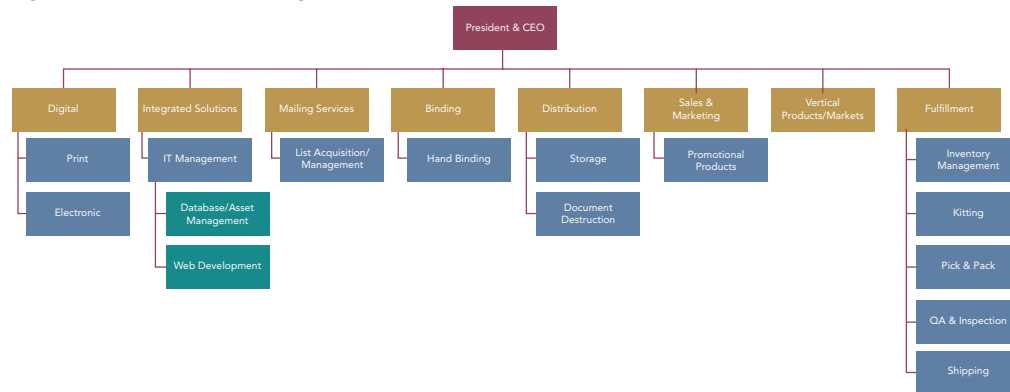 President & CEO
Digital
Integrated Solutions
Mailing Services
Binding
Distribution
Sales &
Marketing
Vertical
Products/Markets
Fulfillment
Print
IT Management
List Acquisition/
Management
Hand Binding
Storage
Promotional
Products
Inventory
Management
Electronic
Database/Asset
Management
Document
Destruction
Kitting
Web Development
Pick & Pack
QA & Inspection
Shipping